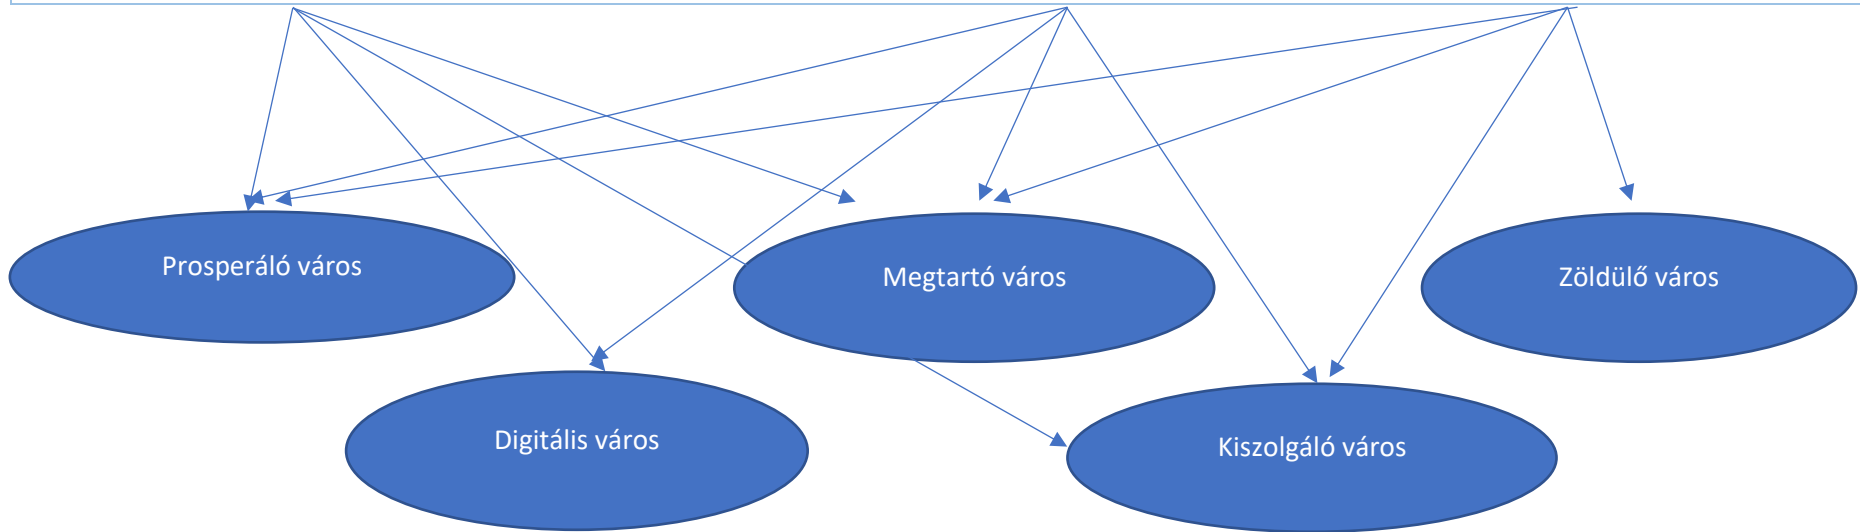 Prosperáló város
Megtartó város
Zöldülő város
Digitális város
Kiszolgáló város